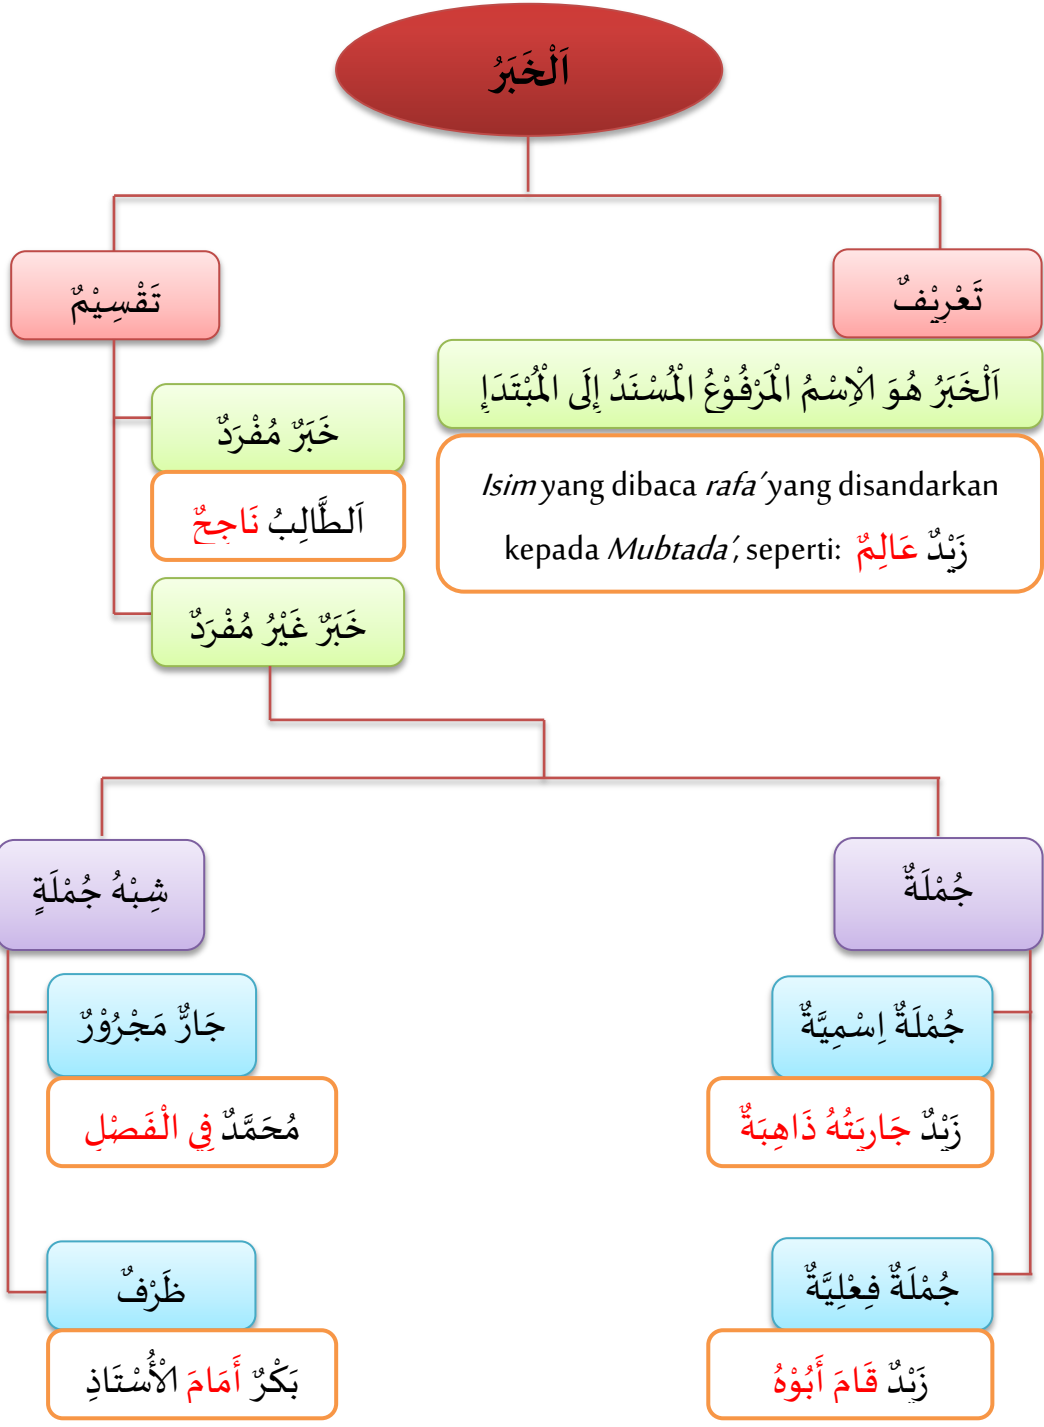 اَلْخَبَرُ
تَعْرِيْفٌ
اَلْخَبَرُ هُوَ الْاِسْمُ الْمَرْفُوْعُ الْمُسْنَدُ إِلَى الْمُبْتَدَإِ
Isim yang dibaca rafa’ yang disandarkan
kepada Mubtada’, seperti: زَيْدٌ عَالِمٌ
تَقْسِيْمٌ
خَبَرٌ مُفْرَدٌ
اَلطَّالِبُ نَاجِحٌ
خَبَرٌ غَيْرُ مُفْرَدٌ
جُمْلَةٌ
جُمْلَةٌ اِسْمِيَّةٌ
زَيْدٌ جَارِيَتُهُ ذَاهِبَةٌ
جُمْلَةٌ فِعْلِيَّةٌ
زَيْدٌ قَامَ أَبُوْهُ
شِبْهُ جُمْلَةٍ
جَارٌّ مَجْرُوْرٌ
مُحَمَّدٌ فِي الْفَصْلِ
ظَرْفٌ
بَكْرٌ أَمَامَ الْأُسْتَاذِ